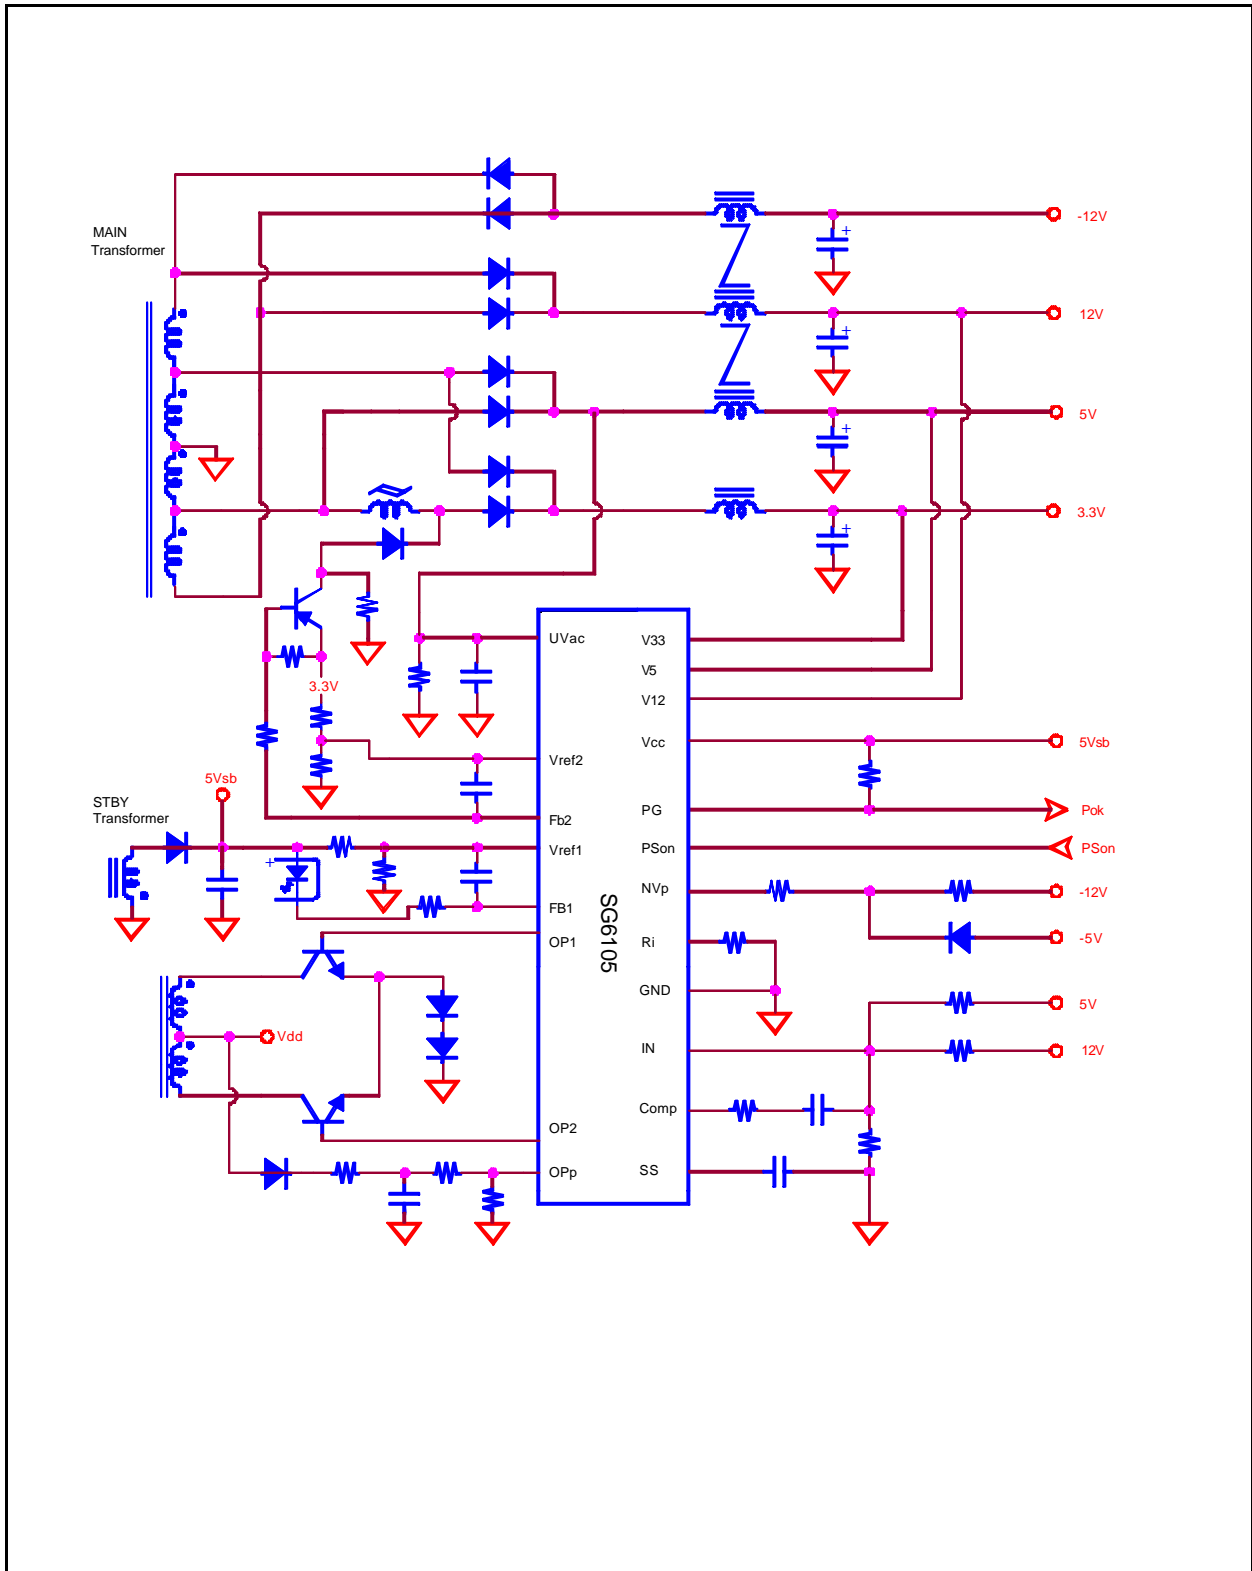 -12V
MAIN
Transformer
+
12V
+
5V
+
3.3V
+
UVac
V33
V5
3.3V
V12
Vcc
5Vsb
Vref2
5Vsb
STBY
Transformer
PG
Pok
Fb2
Vref1
PSon
PSon
+
NVp
-12V
FB1
SG6105
OP1
Ri
-5V
GND
5V
Vdd
IN
12V
Comp
OP2
OPp
SS